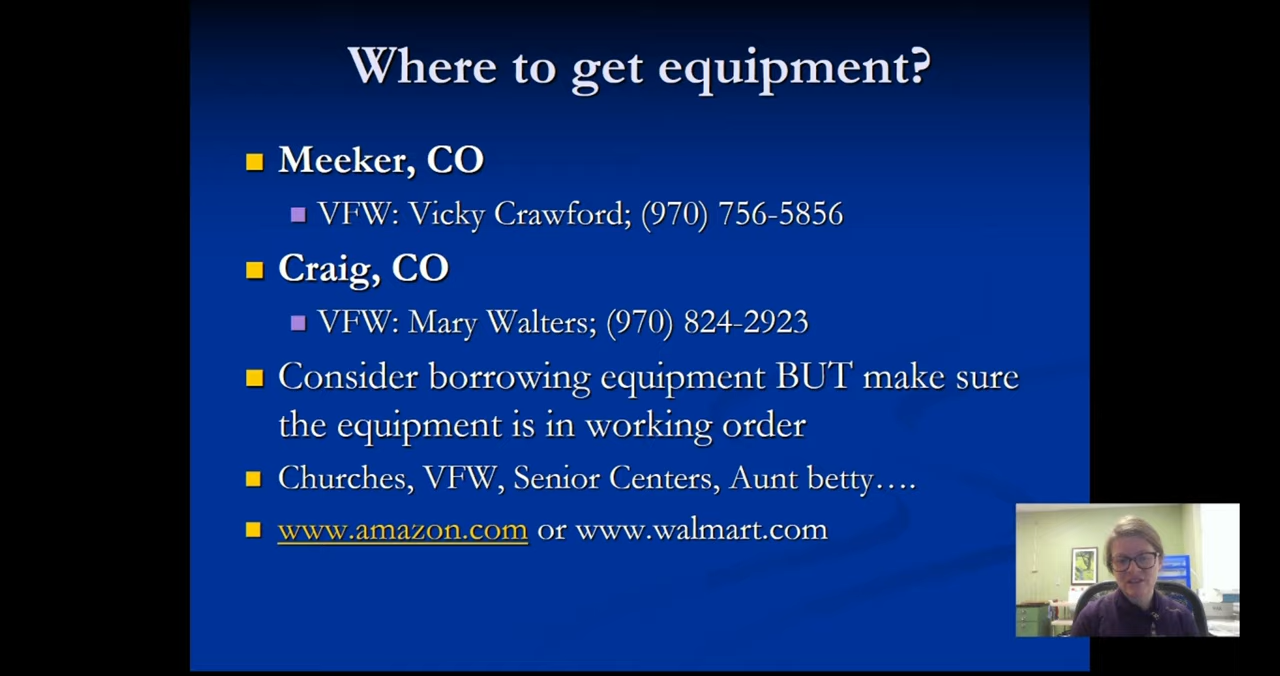 Where to get equipment?
Meeker, CO
VFW: Vicky Crawford; (970) 756-5856
Craig, CO
VFW: Mary Walters; (970) 824-2923
Consider borrowing equipment BUT make sure
the equipment is in working order
Churches, VFW, Senior Centers, Aunt betty….
www.amazon.com or www.walmart.com